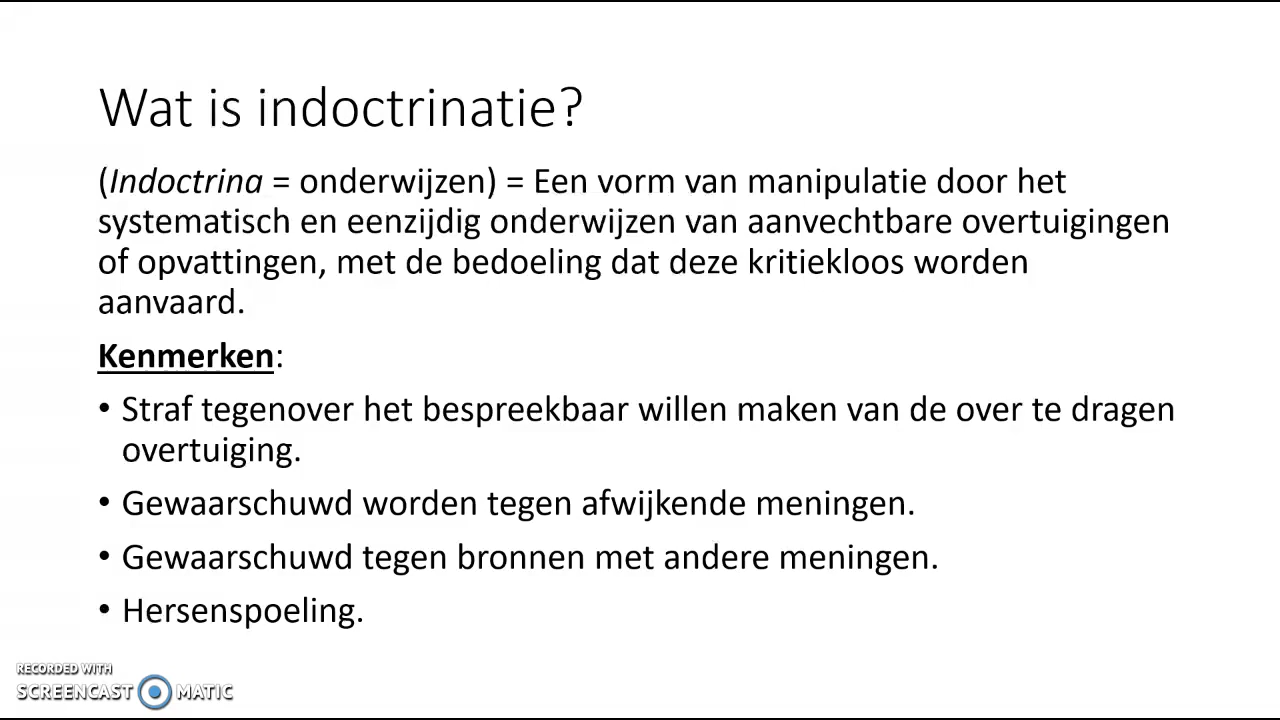 Wat is indoctrinatie?
(Indoctrina = onderwijzen) = Een vorm van manipulatie door het
systematisch en eenzijdig onderwijzen van aanvechtbare overtuigingen
of opvattingen, met de bedoeling dat deze kritiekloos worden
aanvaard.
Kenmerken:
• Straf tegenover het bespreekbaar willen maken van de over te dragen
overtuiging.
• Gewaarschuwd worden tegen afwijkende meningen.
• Gewaarschuwd tegen bronnen met andere meningen.
• Hersenspoeling.
RECORDED WITH
SCREENCAST MATIC